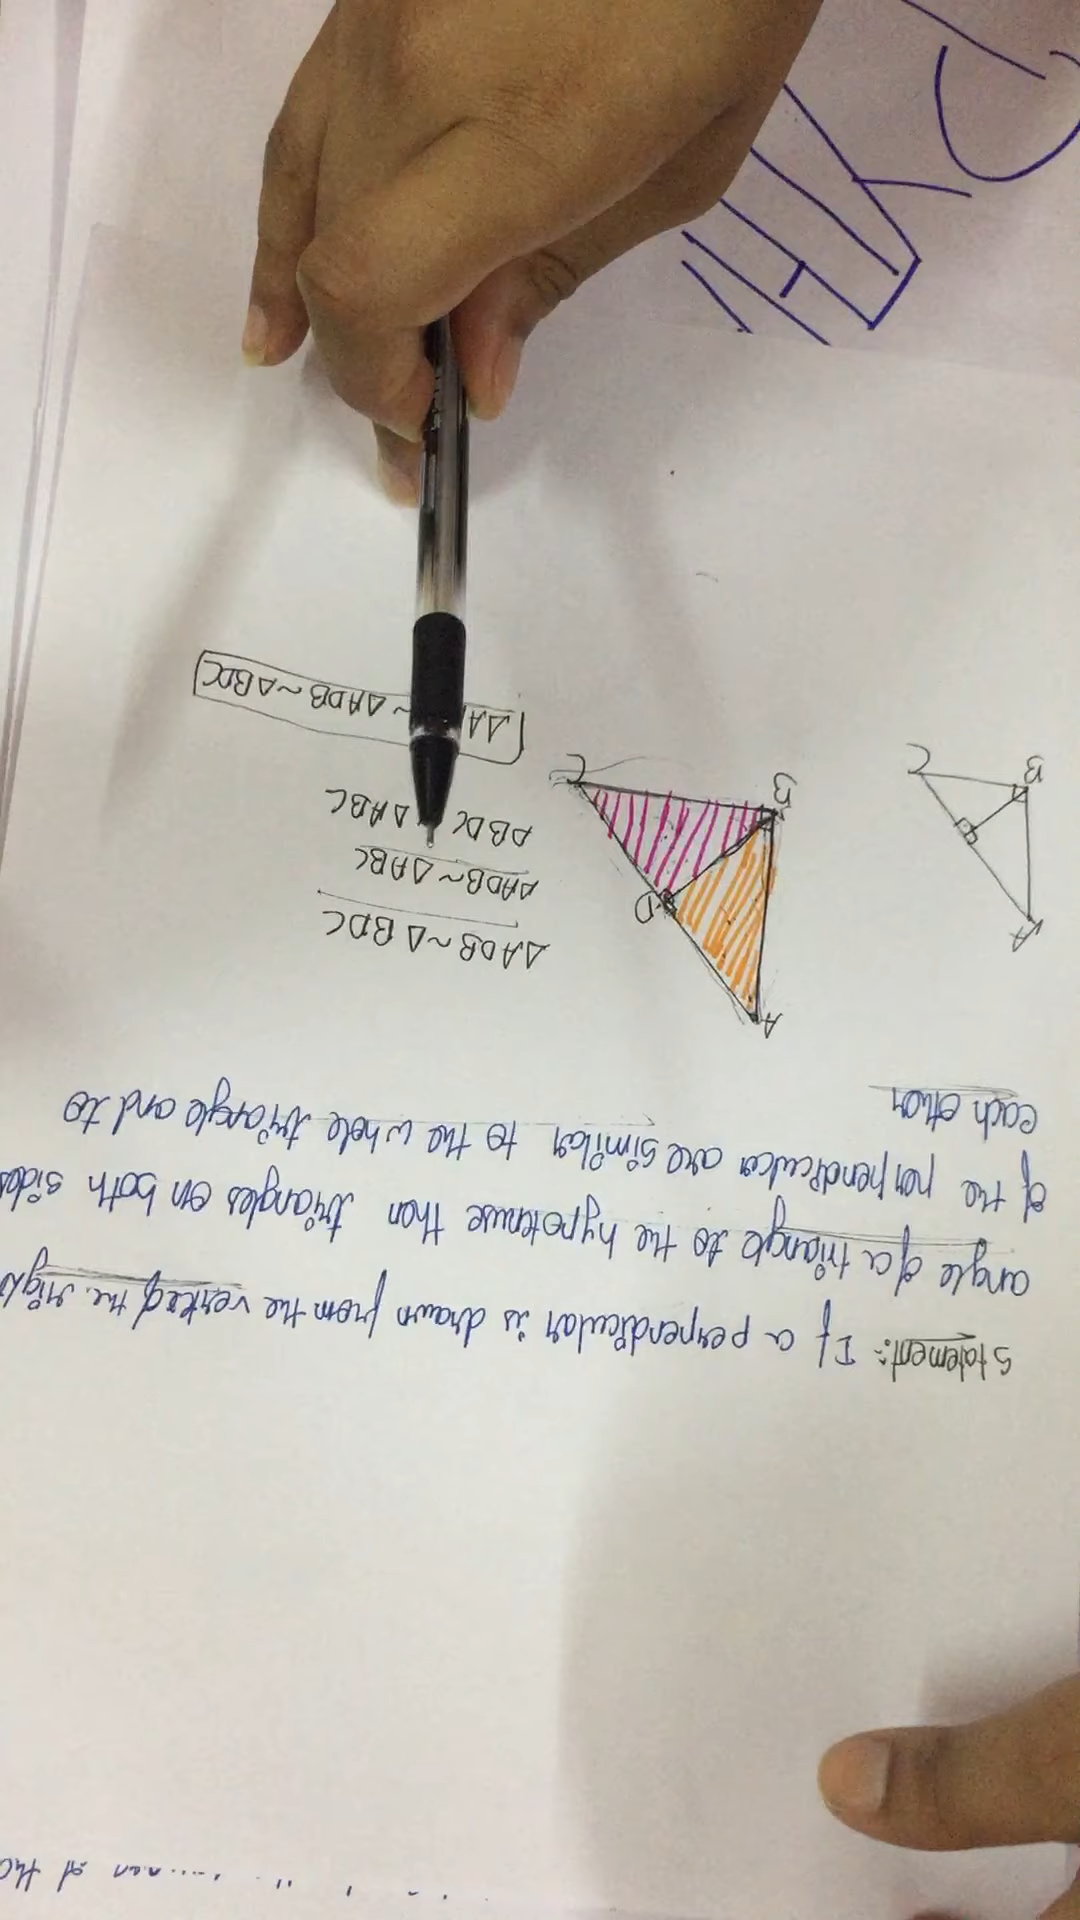 Statement:- If a perpendicular is drawn from the vertex of the right
angle of a triangle to the hypotenuse then triangles on both sides
of the perpendicular are similar to the whole triangle and to
each other
A
B
C
A
B
C
D
ΔADB ~ ΔBDC
ΔADB ~ ΔABC
ΔBDC ΔABC
~ ΔADB ~ ΔBDC